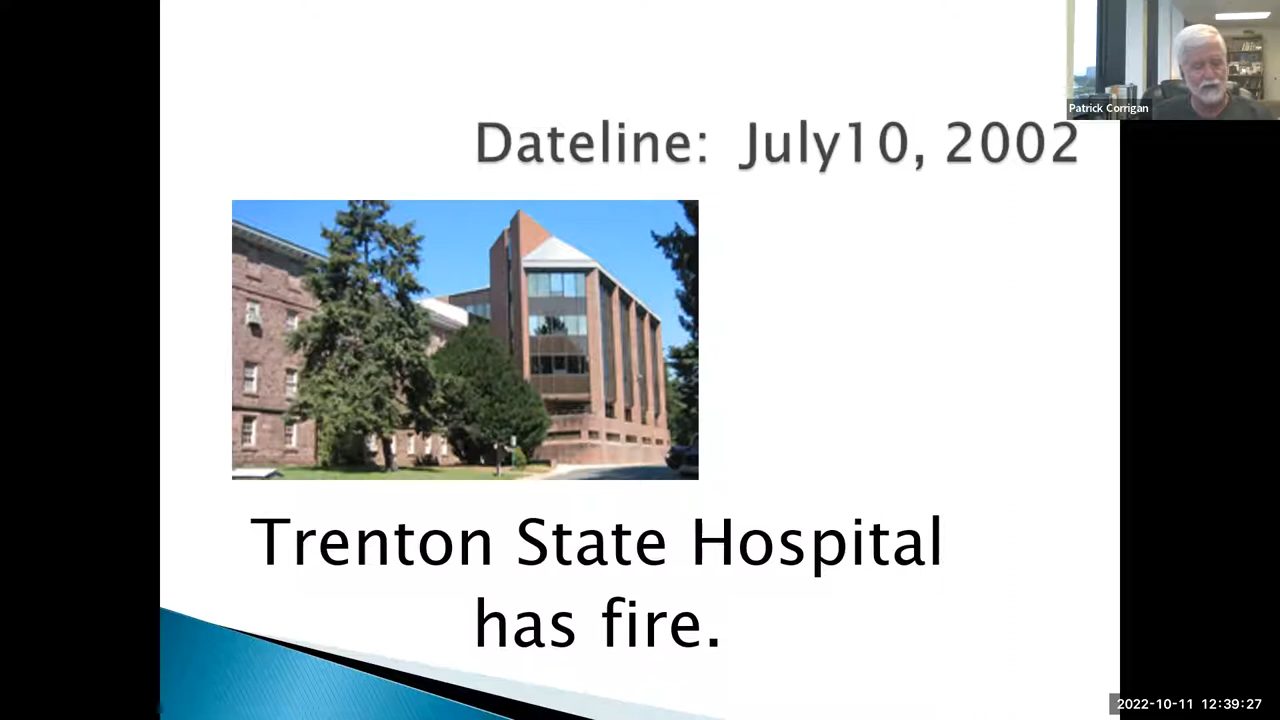 Patrick Corrigan
Dateline: July10, 2002
Trenton State Hospital
has fire.
2022-10-11 12:39:27